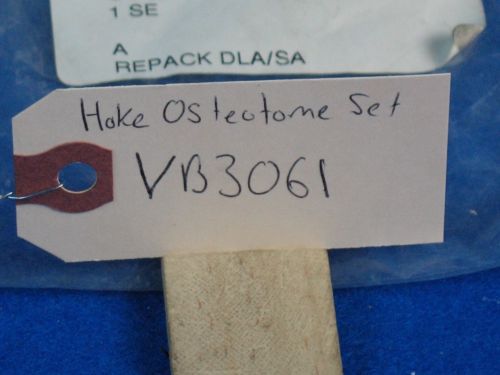 1 SE
A
REPACK DLA/SA
Hoke Osteotome Set
VB3061